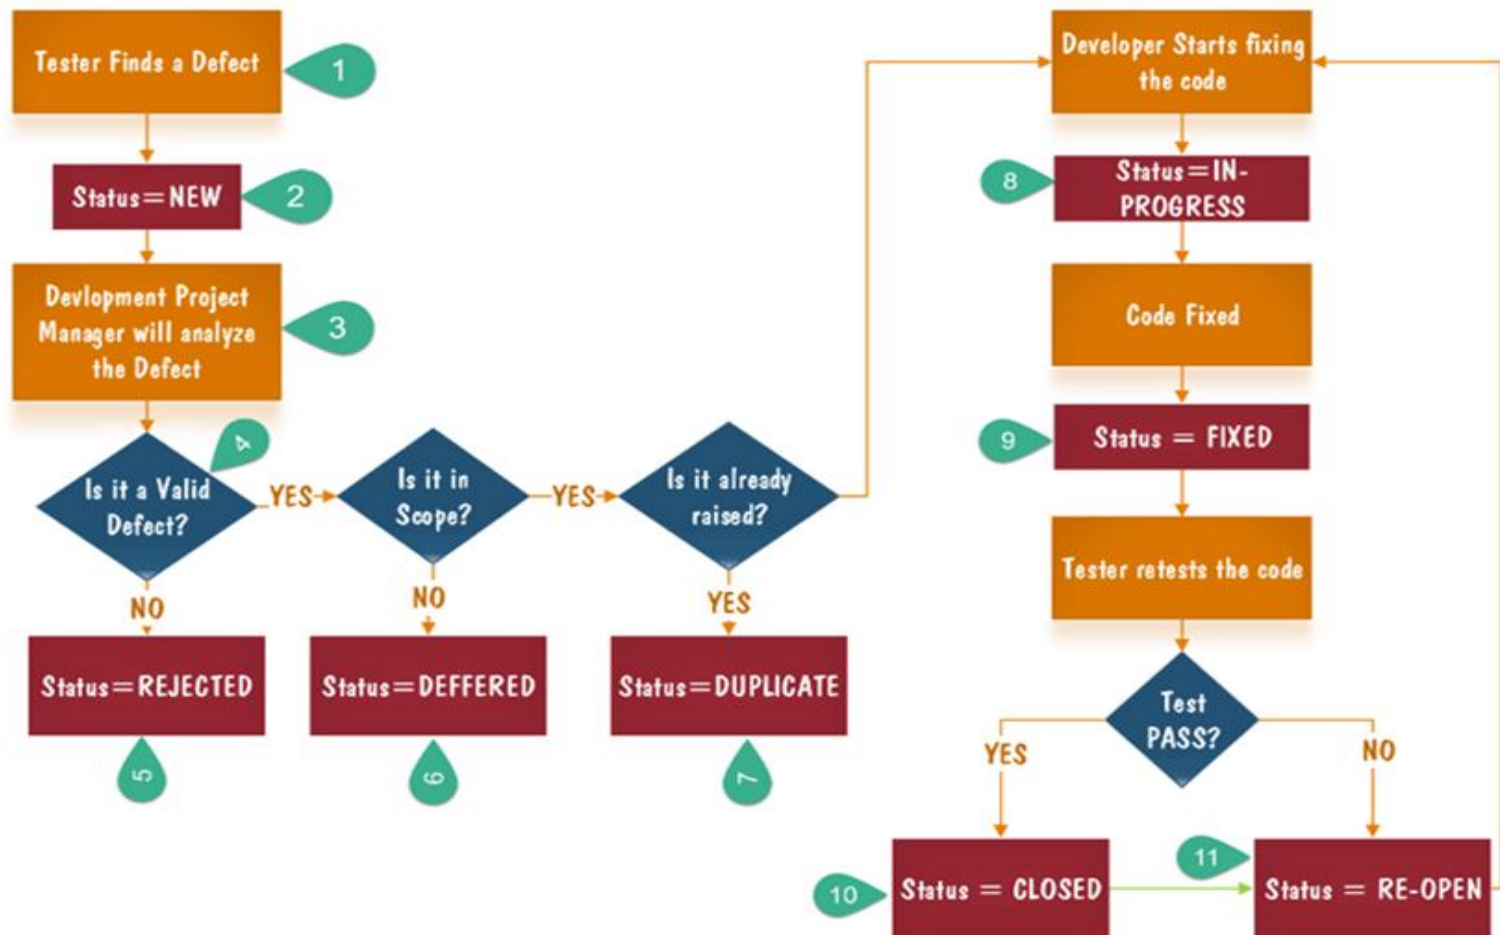 Tester Finds a Defect
1
Status=NEW
2
Devlopment Project
Manager will analyze
the Defect
3
4
Is it a Valid
Defect?
YES
Is it in
Scope?
YES
Is it already
raised?
NO
NO
YES
Status=REJECTED
Status=DEFFERED
Status=DUPLICATE
5
6
7
Developer Starts fixing
the code
8
Status=IN-
PROGRESS
Code Fixed
9
Status = FIXED
Tester retests the code
Test
PASS?
YES
NO
10
Status = CLOSED
11
Status = RE-OPEN